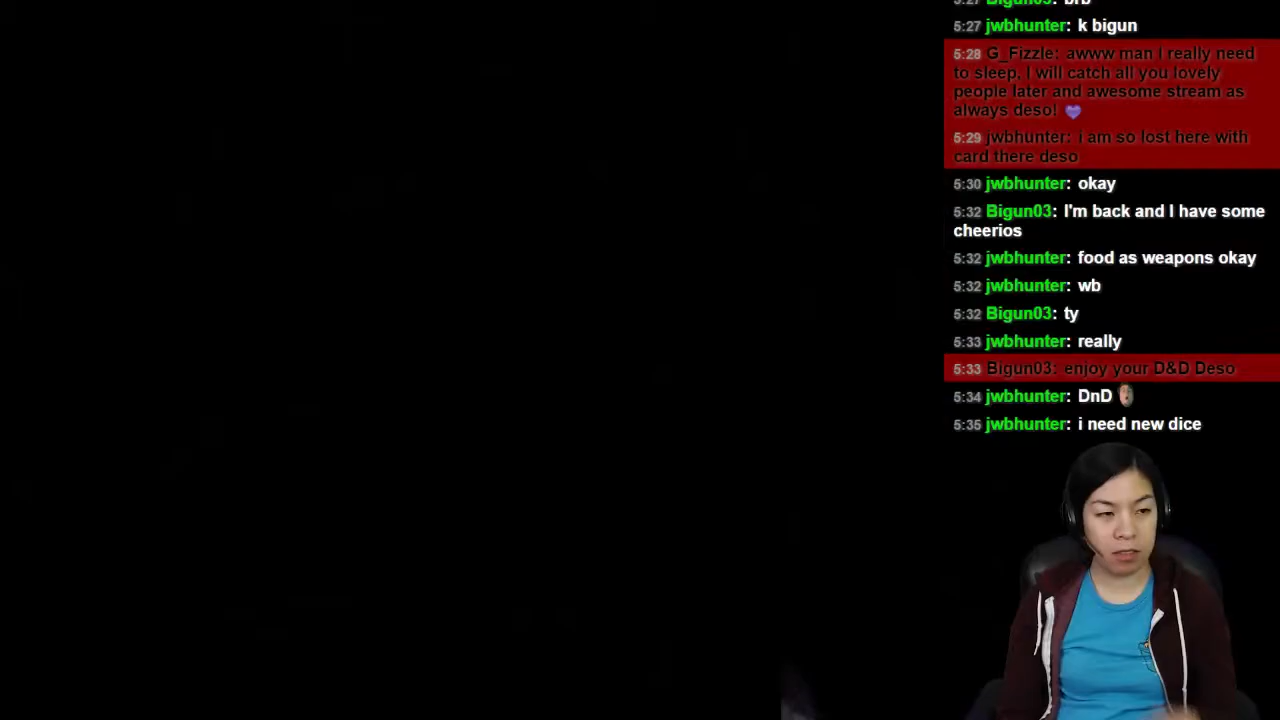 5:27 Bigun03: brb
5:27 jwbhunter: k bigun
5:28 G_Fizzle: awww man I really need
to sleep, I will catch all you lovely
people later and awesome stream as
always deso!
5:29 jwbhunter: i am so lost here with
card there deso
5:30 jwbhunter: okay
5:32 Bigun03: I'm back and I have some
cheerios
5:32 jwbhunter: food as weapons okay
5:32 jwbhunter: wb
5:32 Bigun03: ty
5:33 jwbhunter: really
5:33 Bigun03: enjoy your D&D Deso
5:34 jwbhunter: DnD
5:35 jwbhunter: i need new dice